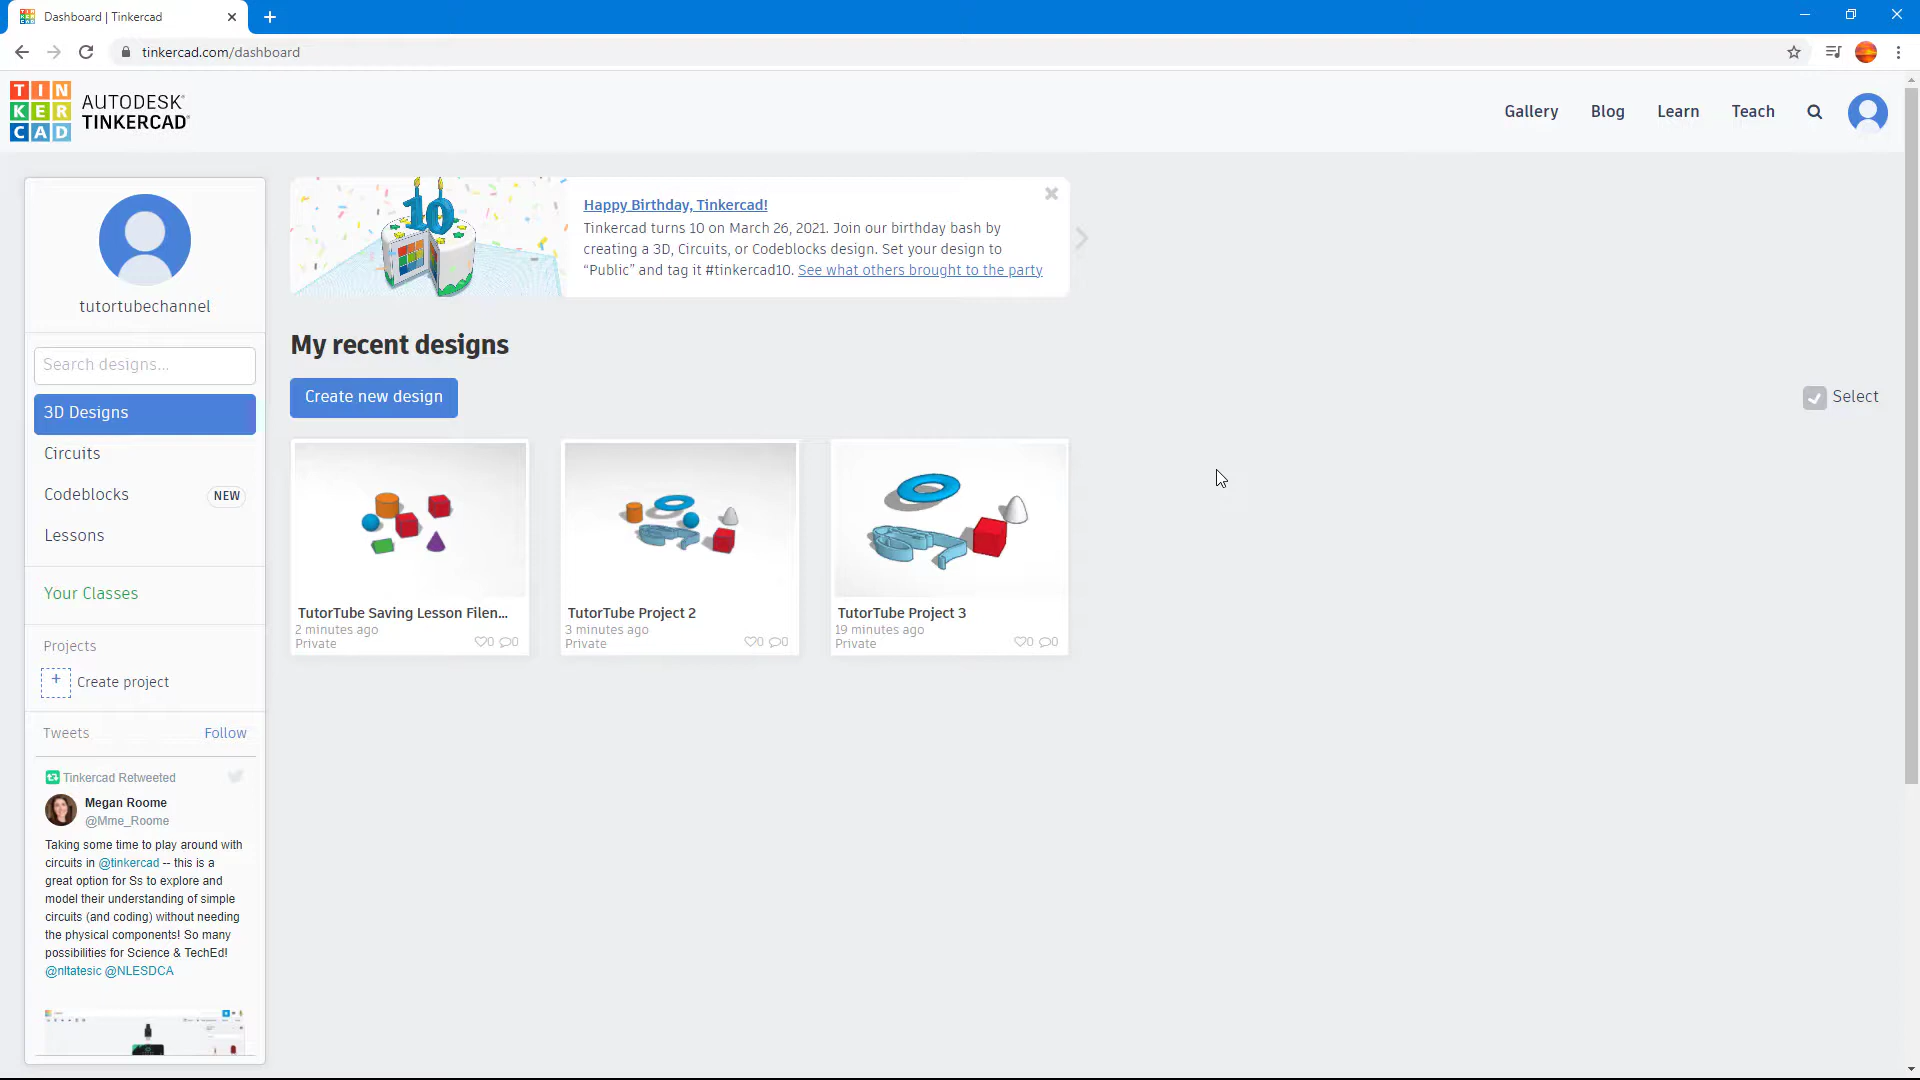 Dashboard | Tinkercad
tinkercad.com/dashboard
TIN
KER
CAD
AUTODESK®
TINKERCAD®
Gallery
Blog
Learn
Teach
tutortubechannel
Search designs...
3D Designs
Circuits
Codeblocks
NEW
Lessons
Your Classes
Projects
+ Create project
Tweets
Follow
Tinkercad Retweeted
Megan Roome
@Mme_Roome
Taking some time to play around with
circuits in @tinkercad -- this is a
great option for Ss to explore and
model their understanding of simple
circuits (and coding) without needing
the physical components! So many
possibilities for Science & TechEd!
@nltatesic @NLESDCA
10
Happy Birthday, Tinkercad!
Tinkercad turns 10 on March 26, 2021. Join our birthday bash by
creating a 3D, Circuits, or Codeblocks design. Set your design to
“Public” and tag it #tinkercad10. See what others brought to the party
My recent designs
Create new design
Select
TutorTube Saving Lesson Filen...
2 minutes ago
Private
0 0
TutorTube Project 2
3 minutes ago
Private
0 0
TutorTube Project 3
19 minutes ago
Private
0 0